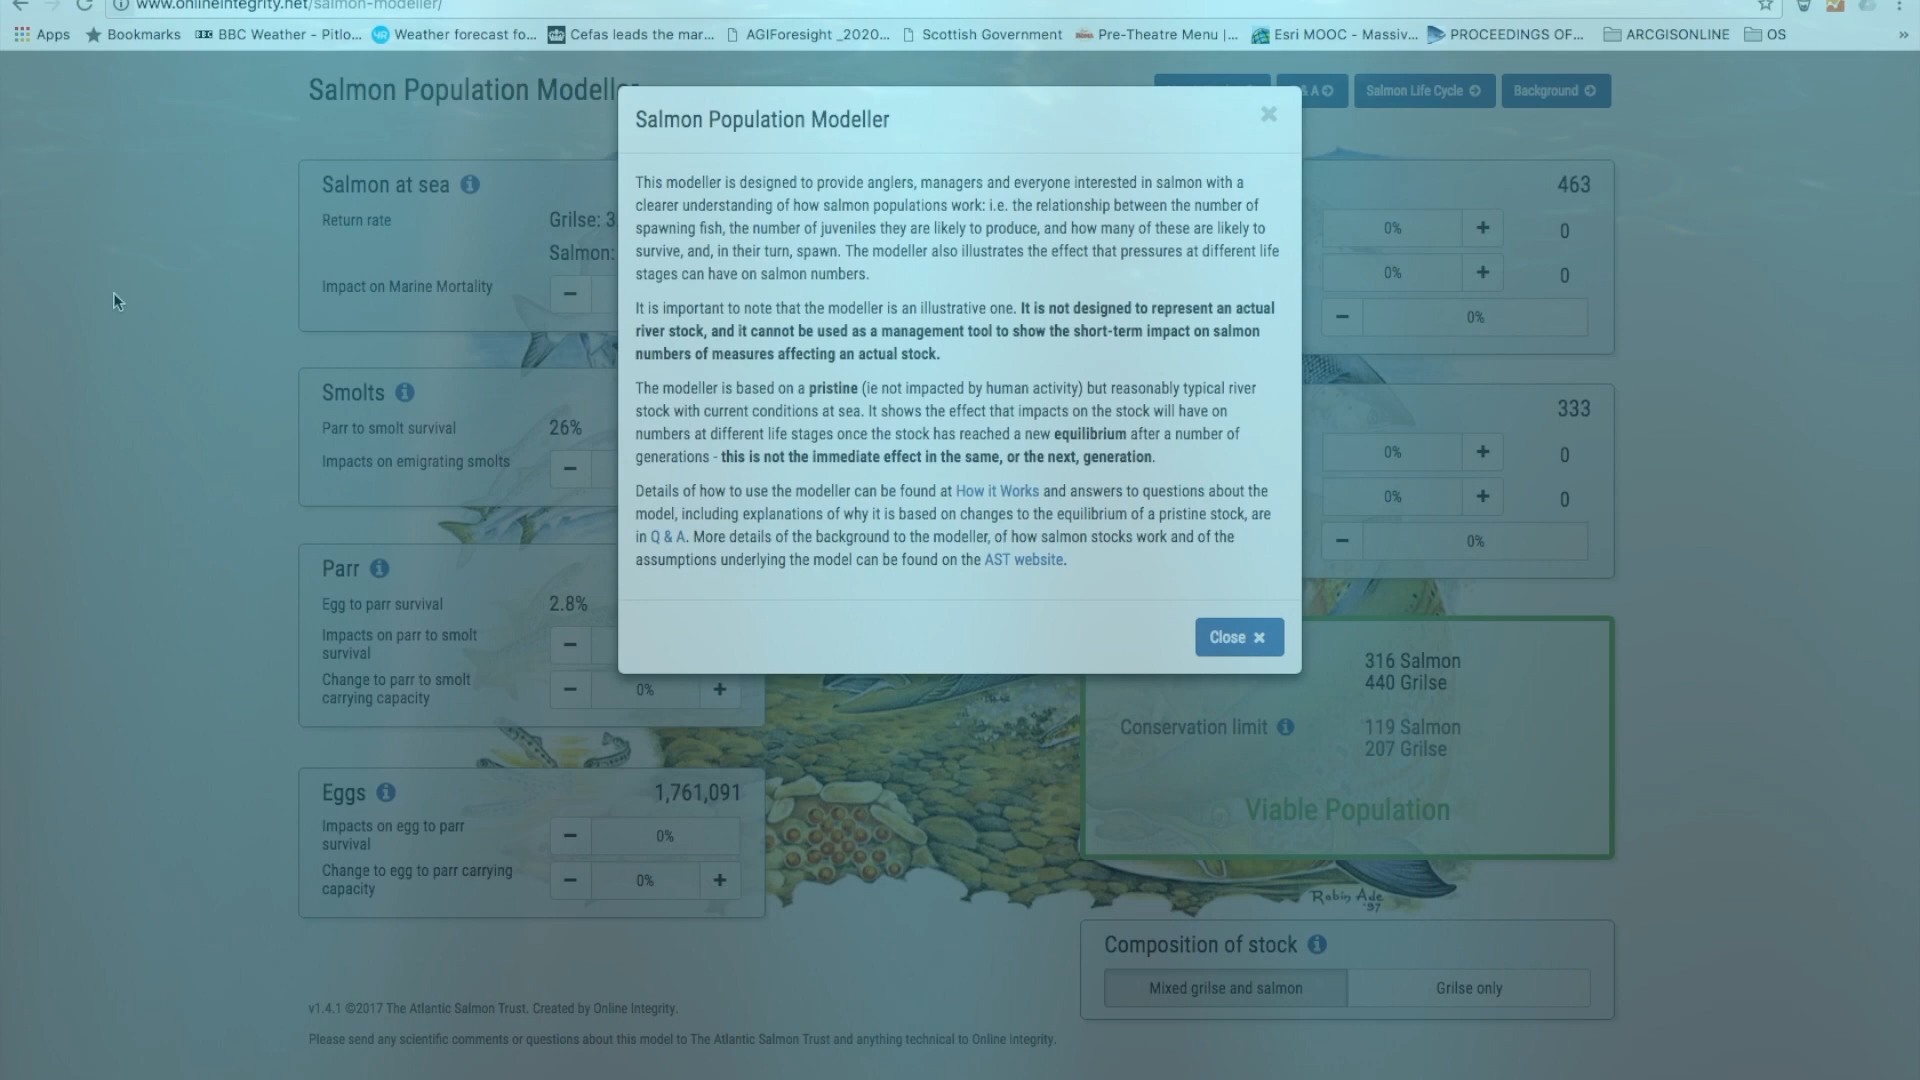 www.onlineintegrity.net/salmon-modeller/
Apps Bookmarks BBC BBC Weather - Pitlo... Weather forecast fo... Cefas leads the mar... AGIForesight _2020... Scottish Government Pre-Theatre Menu |... Esri MOOC - Massiv... PROCEEDINGS OF... ARCGISONLINE OS »
Salmon Population Modeller
& A
Salmon Life Cycle
Background
Salmon Population Modeller
This modeller is designed to provide anglers, managers and everyone interested in salmon with a
clearer understanding of how salmon populations work: i.e. the relationship between the number of
spawning fish, the number of juveniles they are likely to produce, and how many of these are likely to
survive, and, in their turn, spawn. The modeller also illustrates the effect that pressures at different life
stages can have on salmon numbers.
It is important to note that the modeller is an illustrative one. It is not designed to represent an actual
river stock, and it cannot be used as a management tool to show the short-term impact on salmon
numbers of measures affecting an actual stock.
The modeller is based on a pristine (ie not impacted by human activity) but reasonably typical river
stock with current conditions at sea. It shows the effect that impacts on the stock will have on
numbers at different life stages once the stock has reached a new equilibrium after a number of
generations - this is not the immediate effect in the same, or the next, generation.
Details of how to use the modeller can be found at How it Works and answers to questions about the
model, including explanations of why it is based on changes to the equilibrium of a pristine stock, are
in Q & A. More details of the background to the modeller, of how salmon stocks work and of the
assumptions underlying the model can be found on the AST website.
Close
Salmon at sea
Return rate
Grilse: 3
Salmon:
Impact on Marine Mortality
−
Smolts
Parr to smolt survival 26%
Impacts on emigrating smolts −
Parr
Egg to parr survival 2.8%
Impacts on parr to smolt
survival
−
Change to parr to smolt
carrying capacity
− 0% +
Eggs 1,761,091
Impacts on egg to parr
survival
− 0%
Change to egg to parr carrying
capacity
− 0% +
463
0% + 0
0% + 0
− 0%
333
0% + 0
0% + 0
− 0%
316 Salmon
440 Grilse
Conservation limit
119 Salmon
207 Grilse
Viable Population
Robin Ade
'97
Composition of stock
Mixed grilse and salmon Grilse only
v1.4.1 ©2017 The Atlantic Salmon Trust. Created by Online Integrity.
Please send any scientific comments or questions about this model to The Atlantic Salmon Trust and anything technical to Online Integrity.